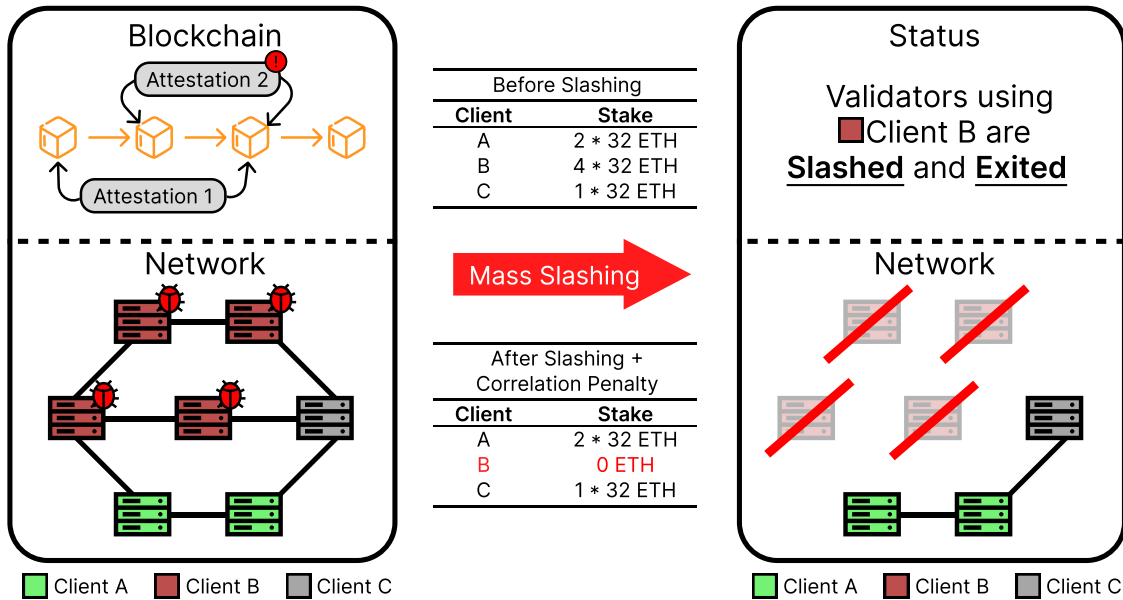 Blockchain
Attestation 2
!
Attestation 1
Network
Client A
Client B
Client C
Before Slashing
Client Stake
A 2 * 32 ETH
B 4 * 32 ETH
C 1 * 32 ETH
Mass Slashing
After Slashing +
Correlation Penalty
Client Stake
A 2 * 32 ETH
B 0 ETH
C 1 * 32 ETH
Status
Validators using
Client B are
Slashed and Exited
Network
Client A
Client B
Client C